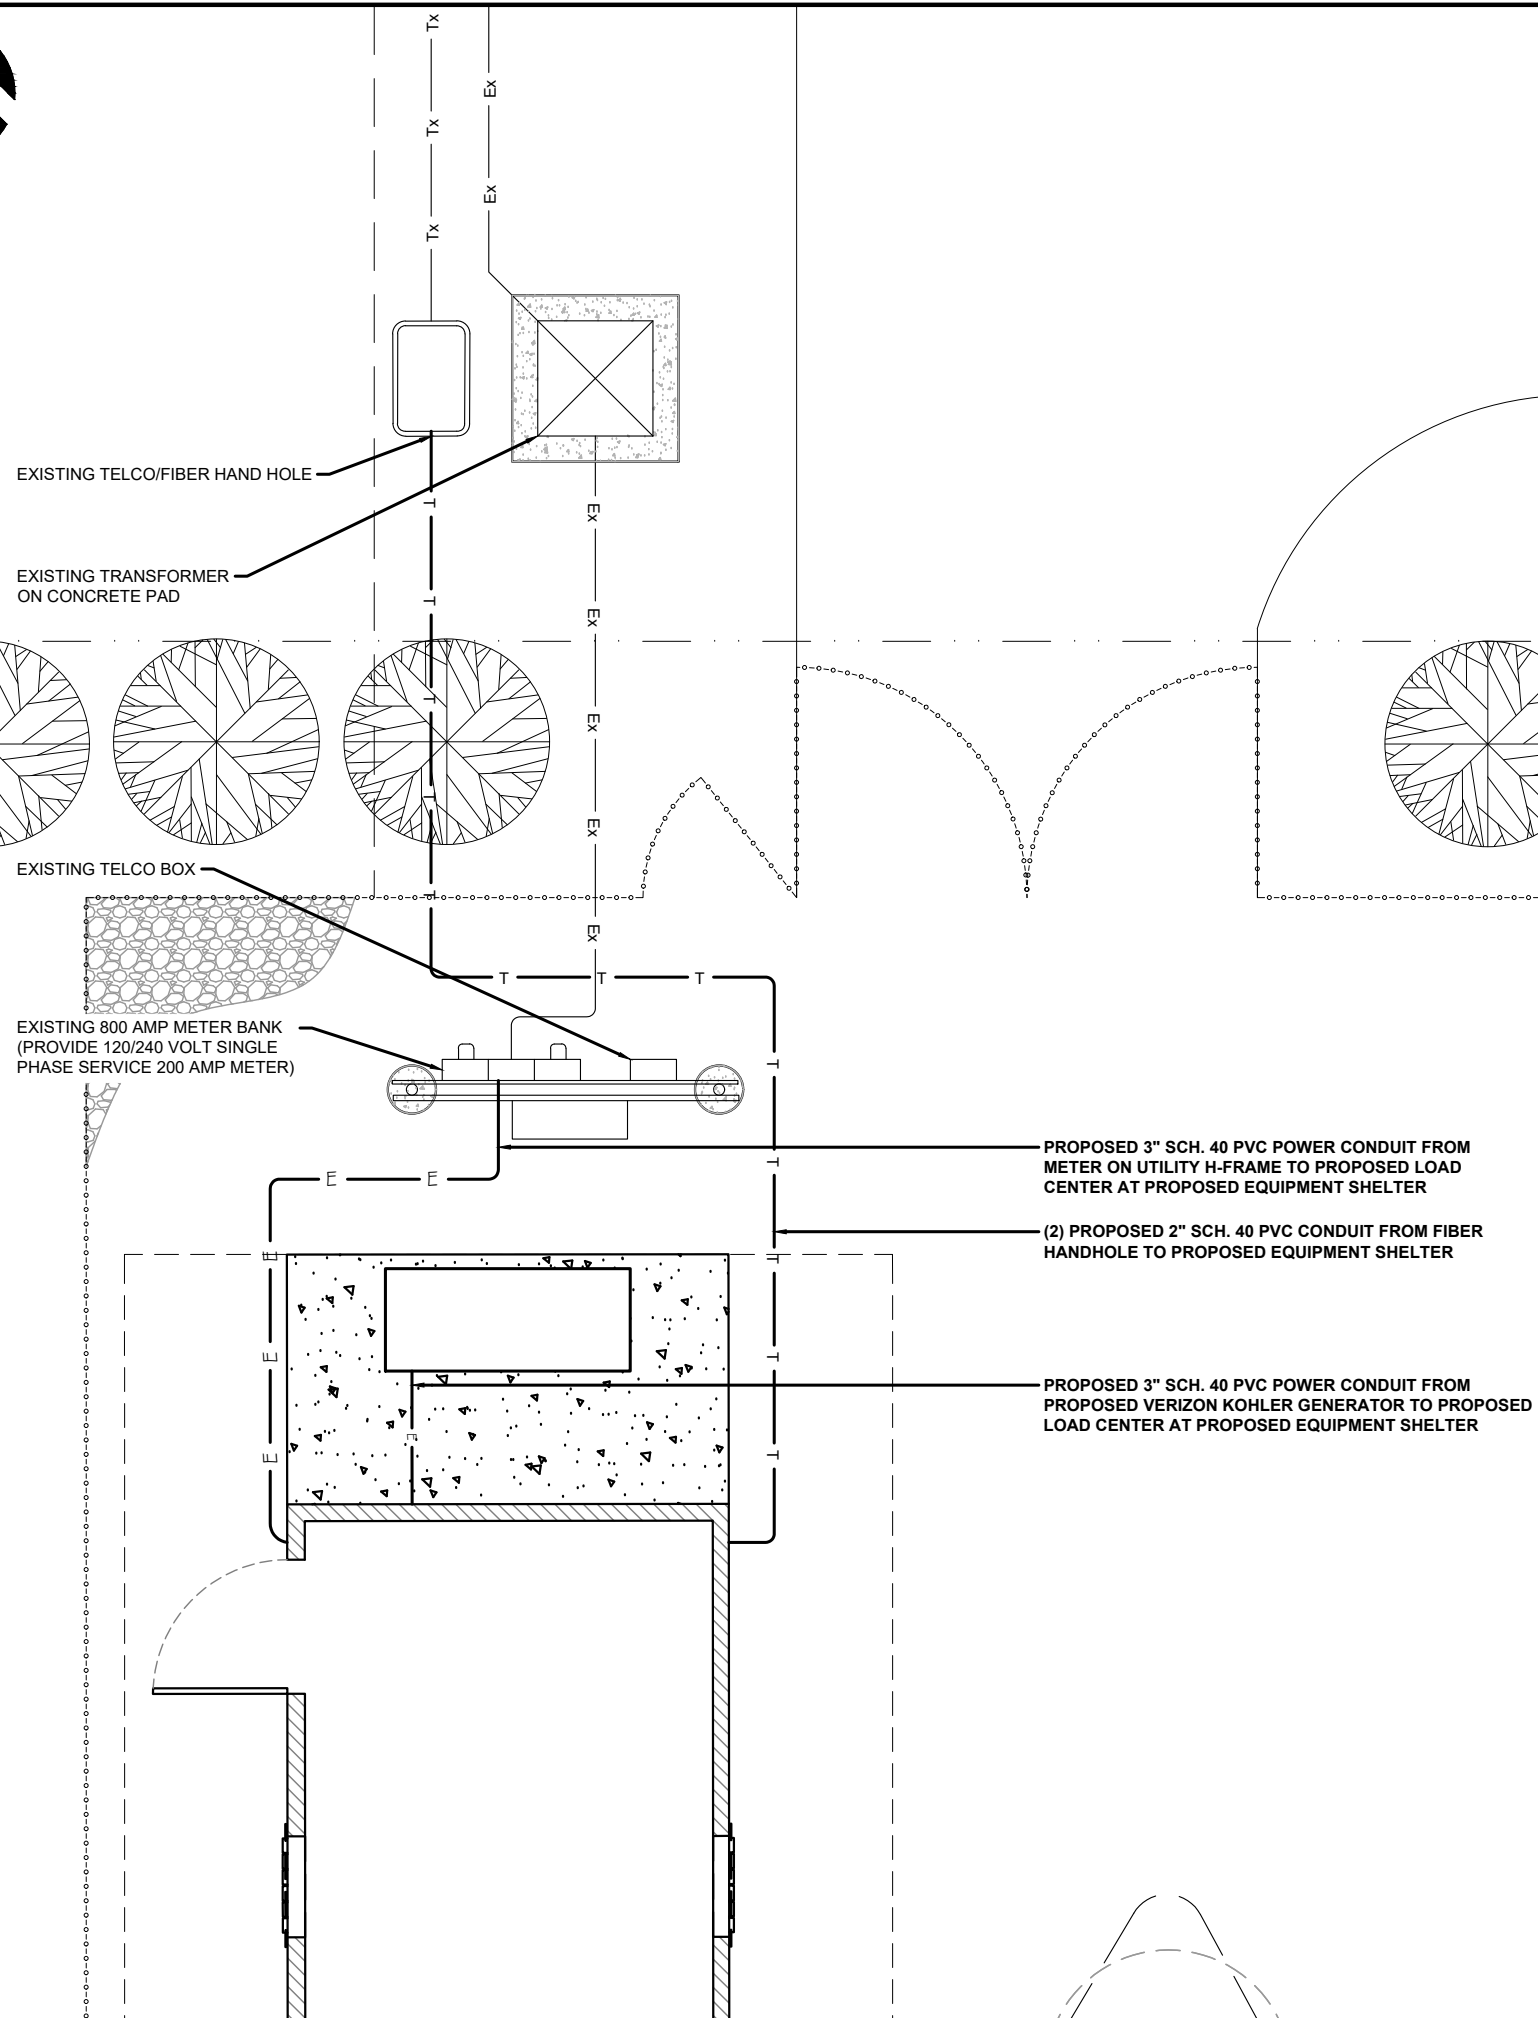 Tx
Ex
Tx
Ex
Tx
EXISTING TELCO/FIBER HAND HOLE
T
Ex
EXISTING TRANSFORMER
ON CONCRETE PAD
T
Ex
T
Ex
T
Ex
EXISTING TELCO BOX
T
Ex
T T T
EXISTING 800 AMP METER BANK
(PROVIDE 120/240 VOLT SINGLE
PHASE SERVICE 200 AMP METER)
T
PROPOSED 3" SCH. 40 PVC POWER CONDUIT FROM
METER ON UTILITY H-FRAME TO PROPOSED LOAD
CENTER AT PROPOSED EQUIPMENT SHELTER
T
E E
(2) PROPOSED 2" SCH. 40 PVC CONDUIT FROM FIBER
HANDHOLE TO PROPOSED EQUIPMENT SHELTER
E
T
E
T
PROPOSED 3" SCH. 40 PVC POWER CONDUIT FROM
PROPOSED VERIZON KOHLER GENERATOR TO PROPOSED
LOAD CENTER AT PROPOSED EQUIPMENT SHELTER
E
E
T